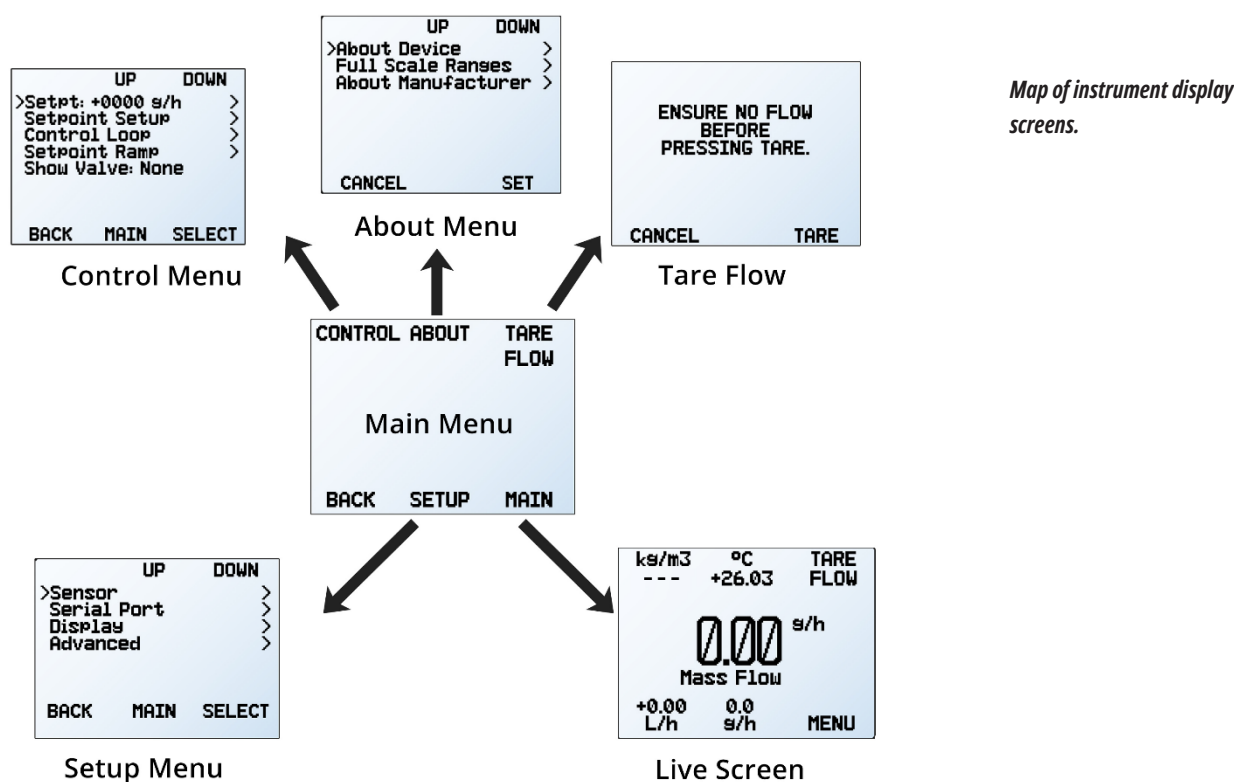 UP DOWN
>Setpt: +0000 g/h >
Setpoint Setup >
Control Loop >
Setpoint Ramp >
Show Valve: None
BACK MAIN SELECT
Control Menu
UP DOWN
>About Device >
Full Scale Ranges >
About Manufacturer >
CANCEL SET
About Menu
ENSURE NO FLOW
BEFORE
PRESSING TARE.
CANCEL TARE
Tare Flow
Map of instrument display
screens.
CONTROL ABOUT TARE
FLOW
Main Menu
BACK SETUP MAIN
UP DOWN
>Sensor >
Serial Port >
Display >
Advanced >
BACK MAIN SELECT
Setup Menu
kg/m3 ºC TARE
--- +26.03 FLOW
0.00 g/h
Mass Flow
+0.00 0.0
L/h g/h MENU
Live Screen